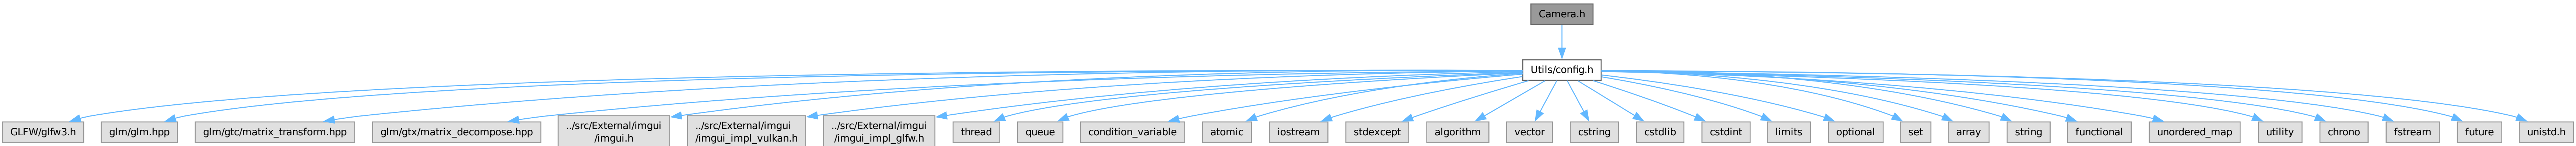 Camera.h
Utils/config.h
GLFW/glfw3.h
glm/glm.hpp
glm/gtc/matrix_transform.hpp
glm/gtx/matrix_decompose.hpp
../src/External/imgui
/imgui.h
../src/External/imgui
/imgui_impl_vulkan.h
../src/External/imgui
/imgui_impl_glfw.h
thread
queue
condition_variable
atomic
iostream
stdexcept
algorithm
vector
cstring
cstdlib
cstdint
limits
optional
set
array
string
functional
unordered_map
utility
chrono
fstream
future
unistd.h